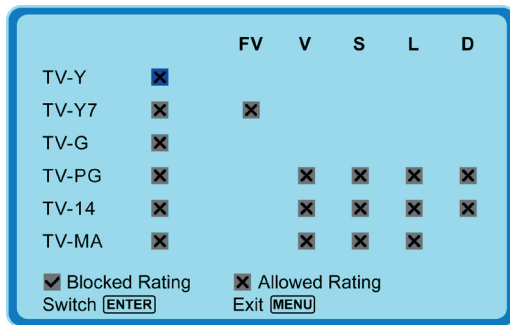 FV V S L D
TV-Y
TV-Y7
TV-G
TV-PG
TV-14
TV-MA
Blocked Rating Allowed Rating
Switch ENTER Exit MENU